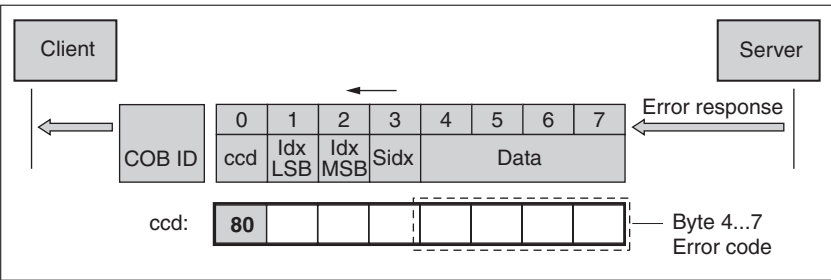 Client
Server
Error response
0 1 2 3 4 5 6 7
COB ID
ccd
Idx
LSB
Idx
MSB
Sidx
Data
ccd:
80
Byte 4...7
Error code